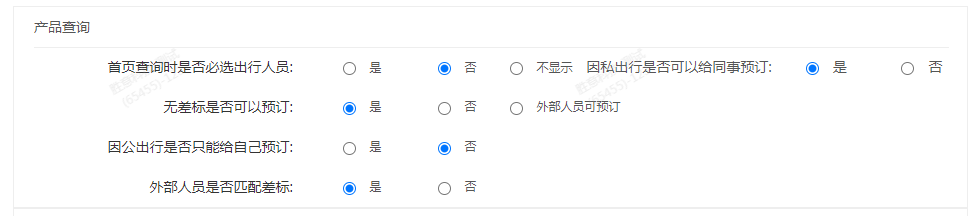 产品查询
首页查询时是否必选出行人员: 是 否 不显示 因私出行是否可以给同事预订: 是 否
无差标是否可以预订: 是 否 外部人员可预订
因公出行是否只能给自己预订: 是 否
外部人员是否匹配差标: 是 否